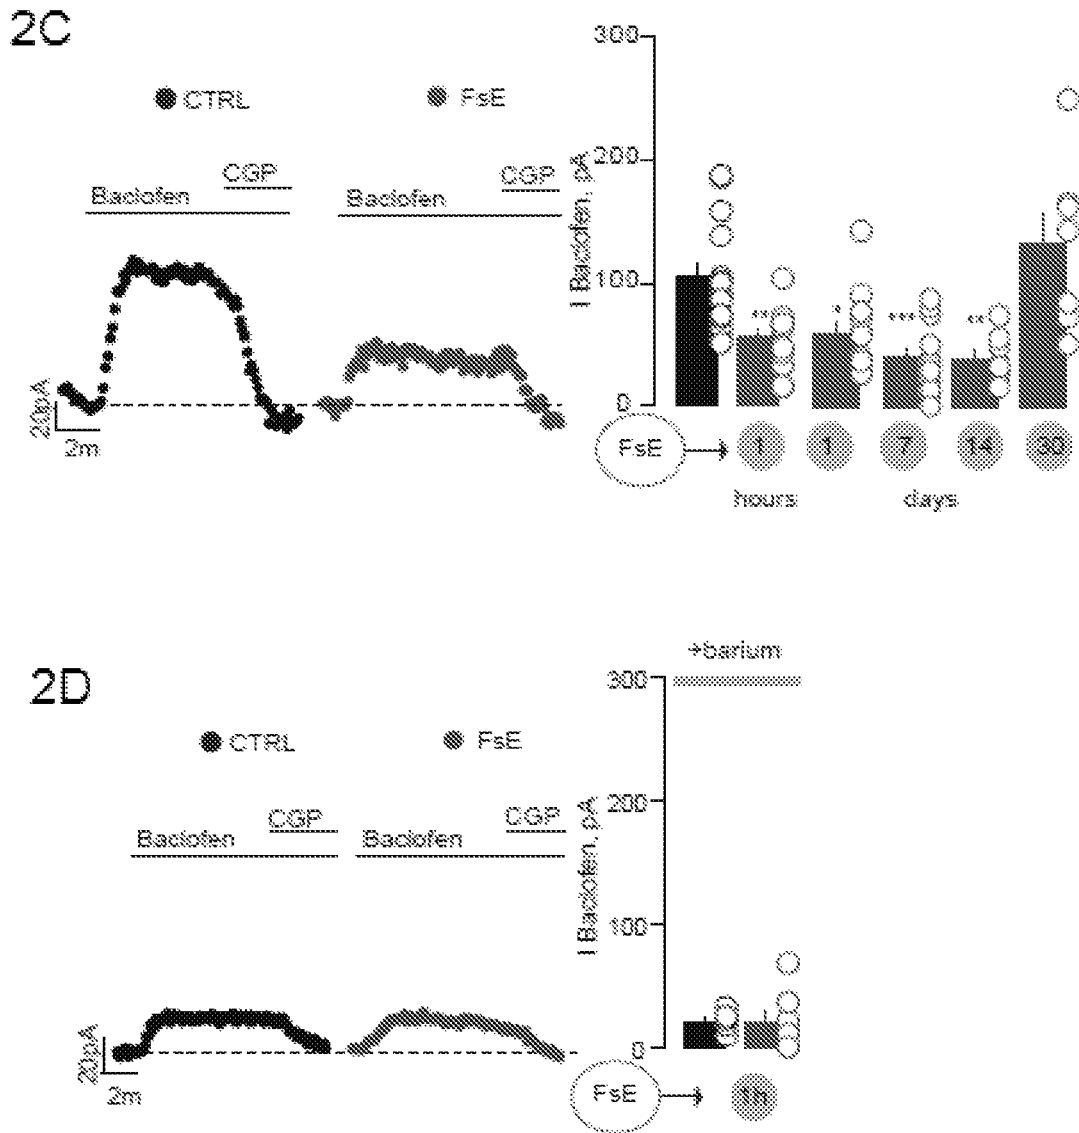 2C
CTRL
FsE
CGP
Baclofen
CGP
Baclofen
20pA
2m
I Baclofen, pA
300
200
100
0
**
*
***
**
FsE
1
1
7
14
30
hours
days
2D
CTRL
FsE
CGP
Baclofen
CGP
Baclofen
20pA
2m
+barium
I Baclofen, pA
300
200
100
0
FsE
1h